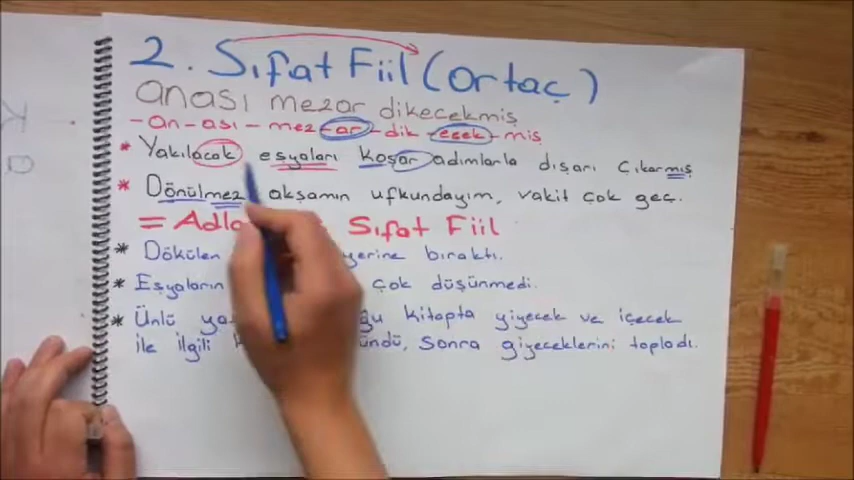 2. Sıfat Fiil (Ortaç)
anası mezar dikecekmiş
-an-ası-mez-ar-dik-ecek-miş
* Yakılacak eşyaları koşar adımlarla dışarı çıkarmış
* Dönülmez akşamın ufkundayım, vakit çok geç.
= Sıfat Fiil
* Dökülen yerine bıraktı.
* Eşyaların çok düşünmedi.
* Ünlü kitapta yiyecek ve içecek
ile ilgili sonra giyeceklerini topladı.